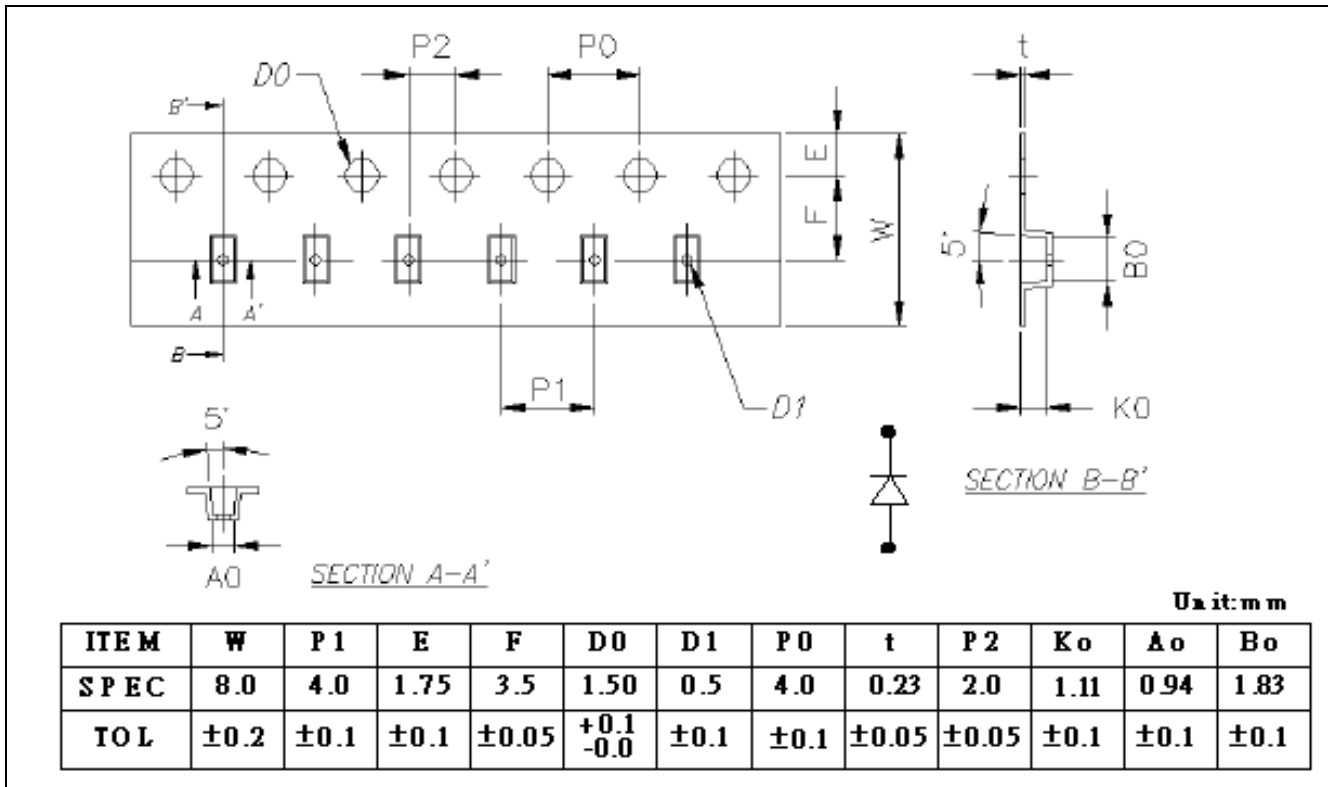 P2
P0
t
D0
B'
E
F
W
5'
B0
A
A'
B
P1
D1
K0
5'
SECTION B-B'
A0
SECTION A-A'
Unit:mm
ITEM W P1 E F D0 D1 P0 t P2 Ko Ao Bo
SPEC 8.0 4.0 1.75 3.5 1.50 0.5 4.0 0.23 2.0 1.11 0.94 1.83
TOL ±0.2 ±0.1 ±0.1 ±0.05 +0.1 -0.0 ±0.1 ±0.1 ±0.05 ±0.05 ±0.1 ±0.1 ±0.1